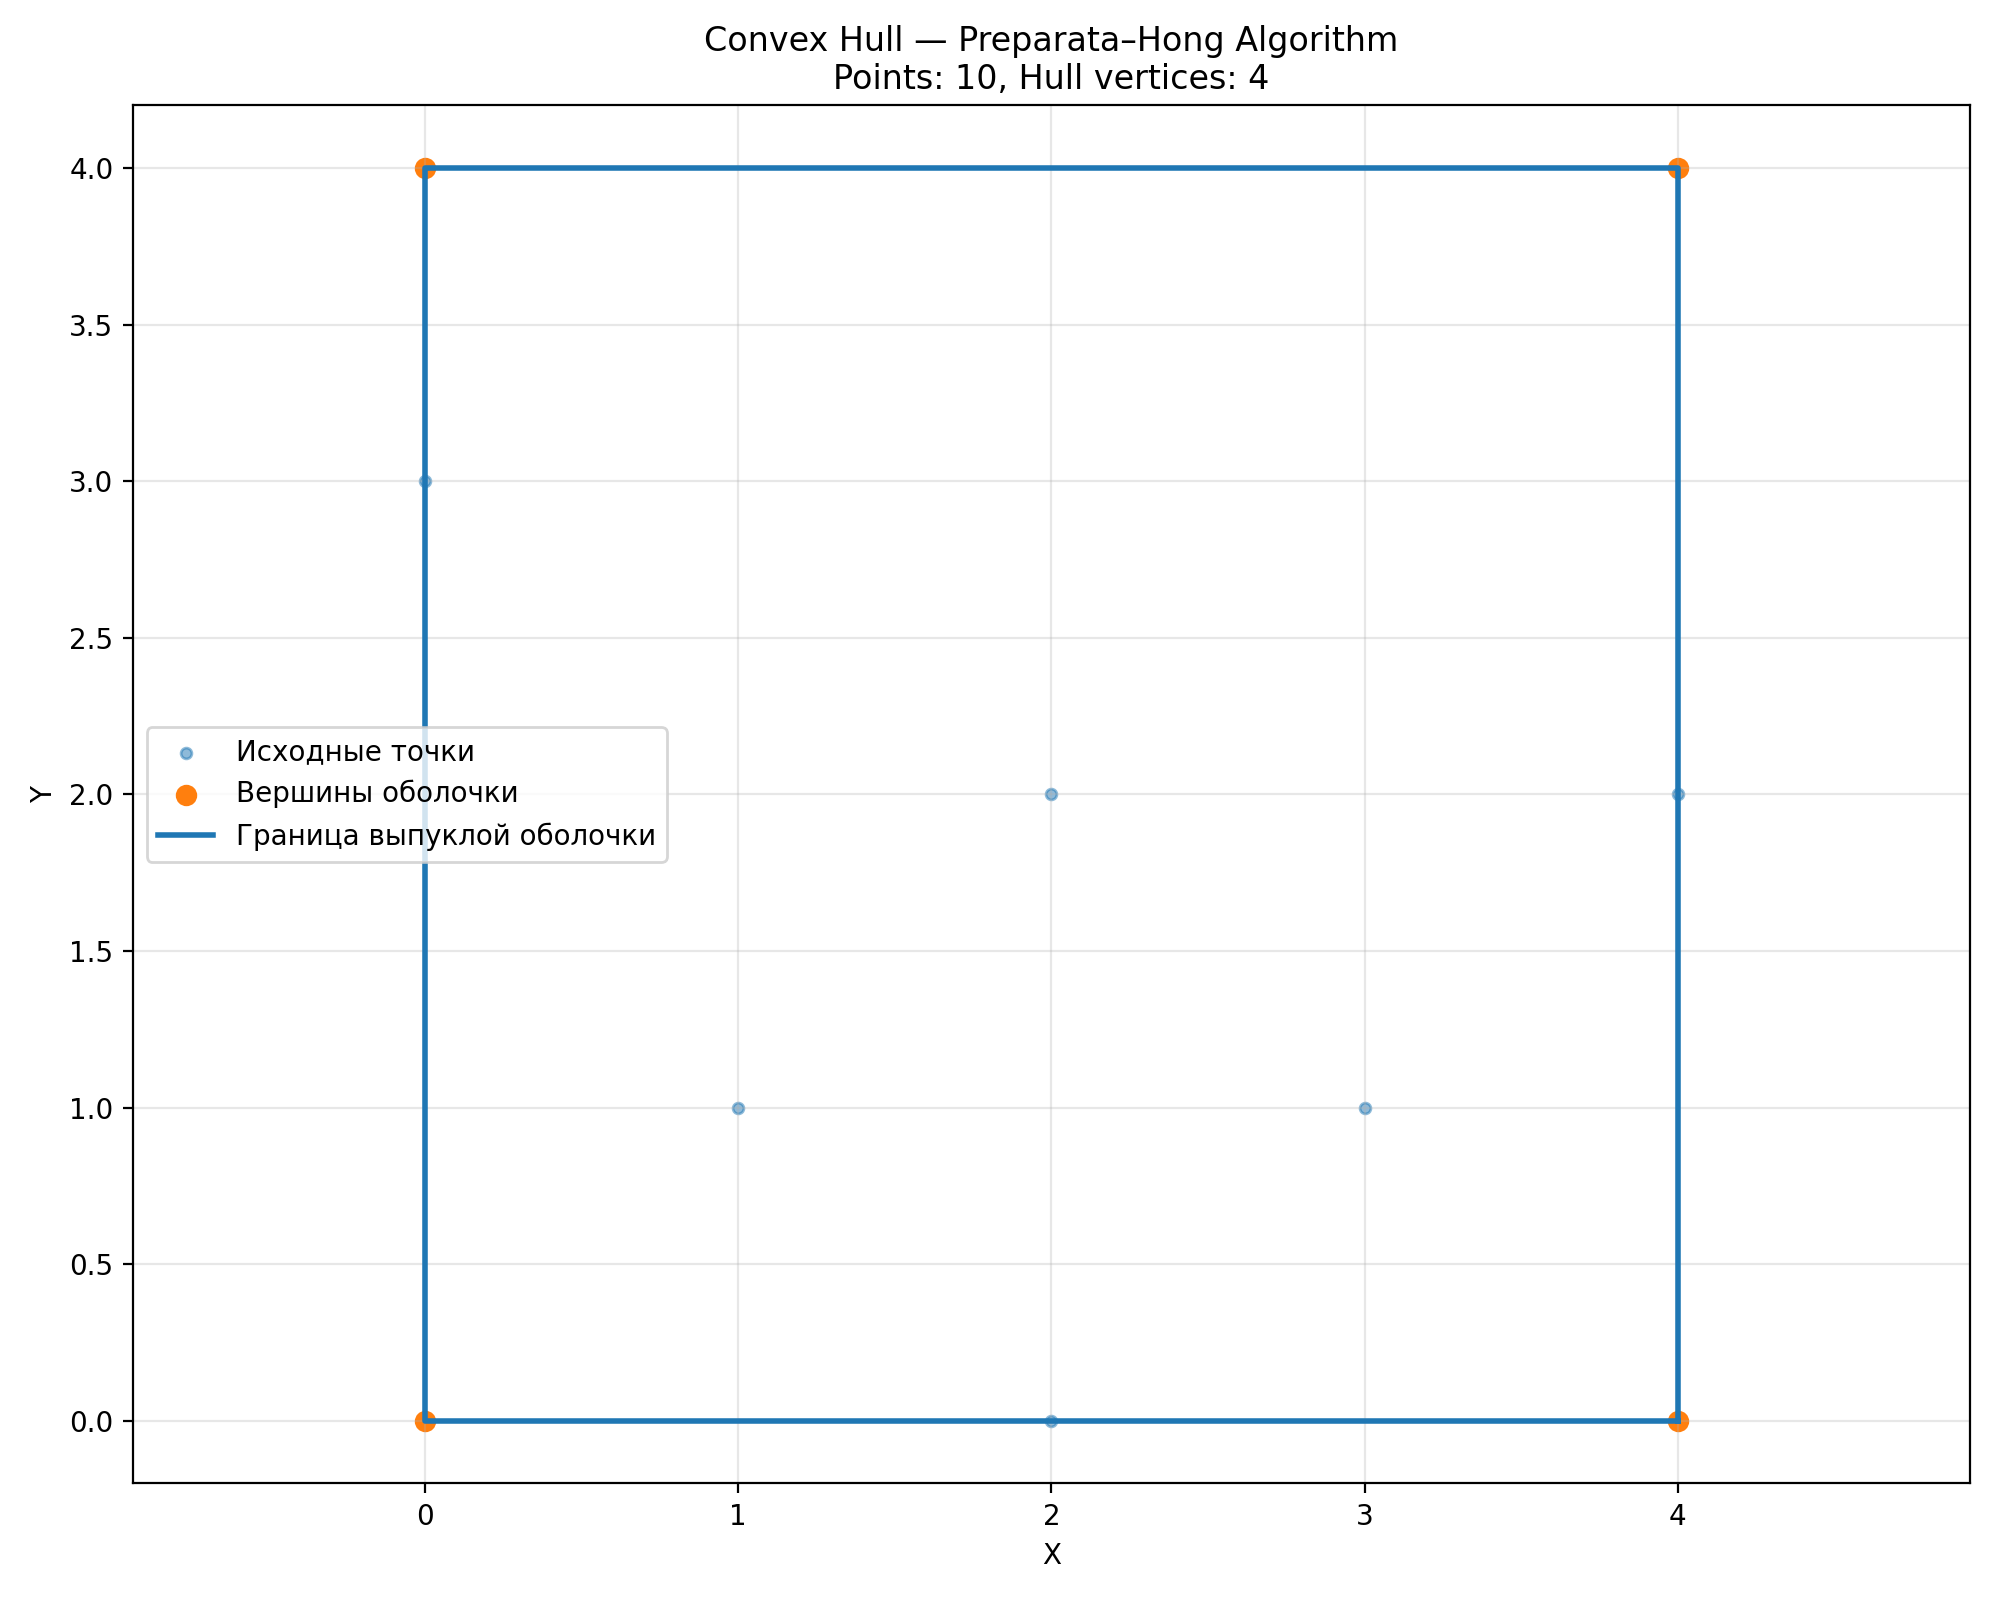 Convex Hull — Preparata–Hong Algorithm
Points: 10, Hull vertices: 4
4.0
3.5
3.0
2.5
2.0
1.5
1.0
0.5
0.0
Y
Исходные точки
Вершины оболочки
Граница выпуклой оболочки
0 1 2 3 4
X